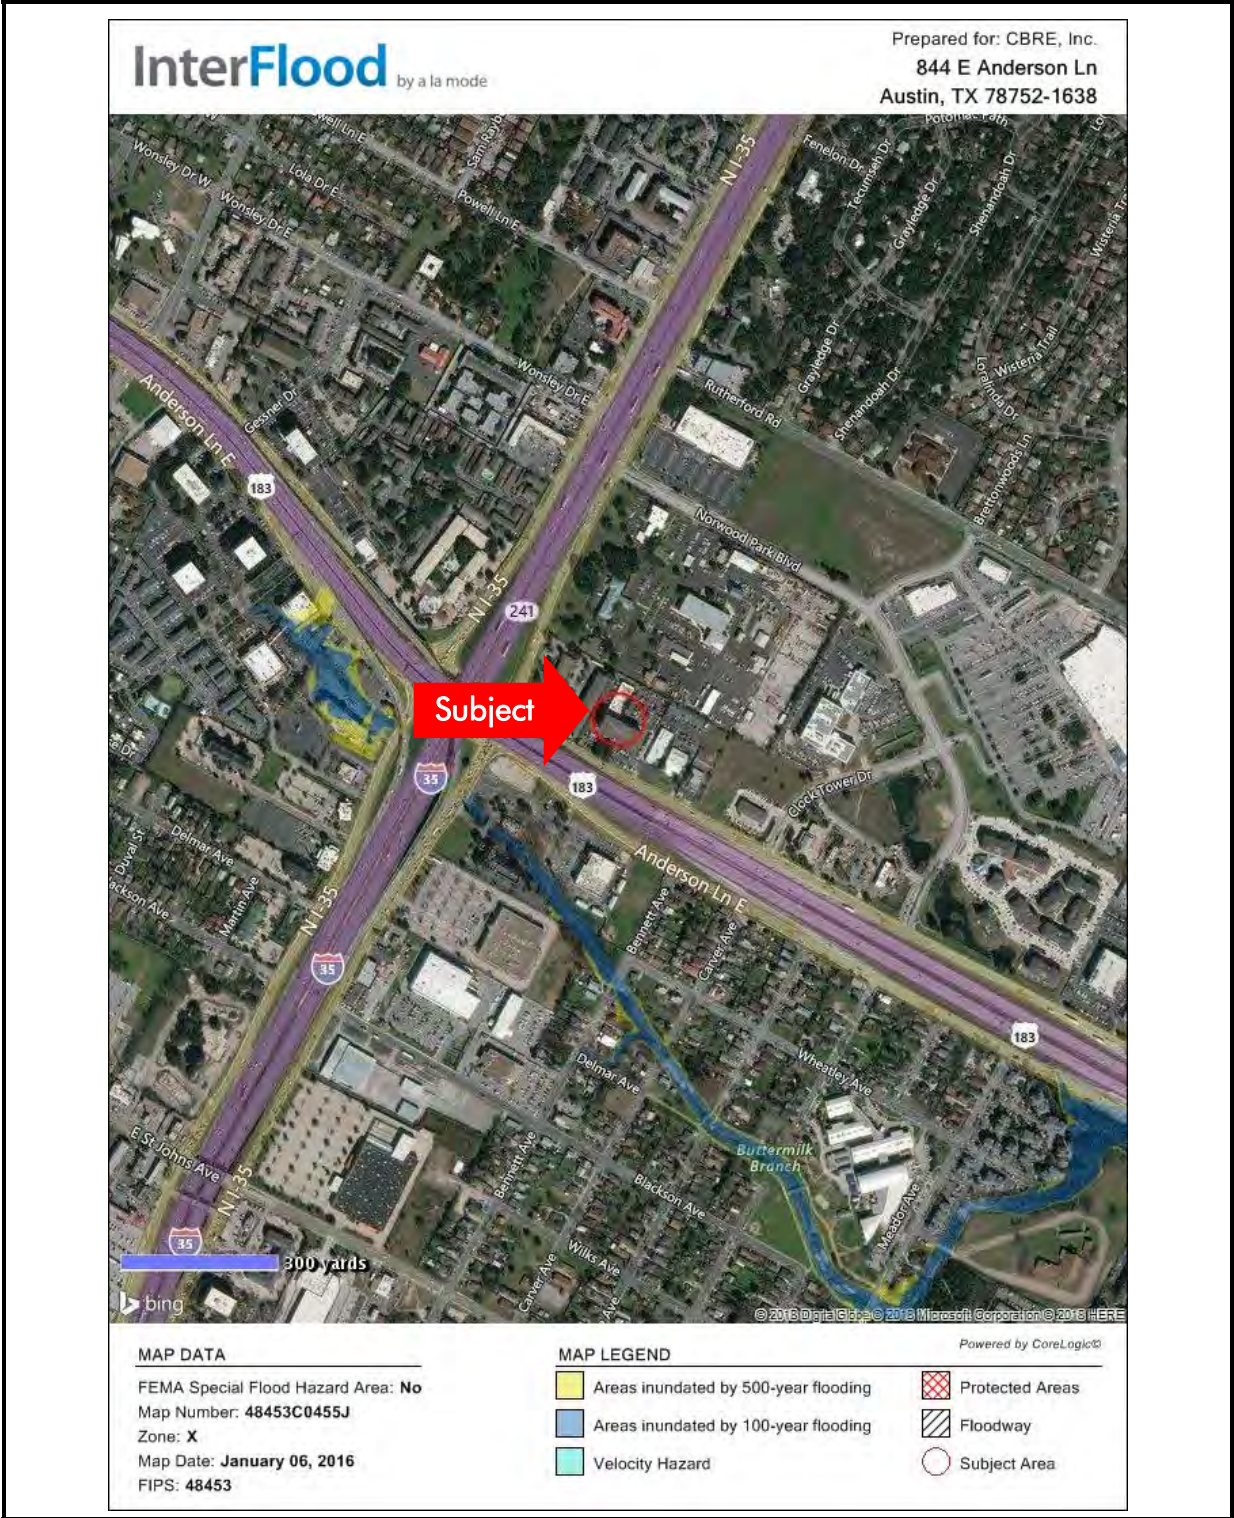 InterFlood by a la mode
Prepared for: CBRE, Inc.
844 E Anderson Ln
Austin, TX 78752-1638
well Ln E
Sam Rayb
N I-35
Potomac Path
Fenelon Dr
Tecumseh Dr
Grayledge Dr
Shenandoah Dr
Wisteria Tra
Wonsley Dr W
Lola Dr E
Wonsley Dr E
Powell Ln E
Wonsley Dr E
Grayledge Dr
Shenandoah Dr
Wisteria Trail
Loralinda Dr
Rutherford Rd
Brettonwoods Ln
Anderson Ln E
Gessner Dr
183
Norwood Park Blvd
N I-35
241
Subject
35
183
Clock Tower Dr
Duval St
Delmar Ave
ackson Ave
Martin Ave
N I-35
Anderson Ln E
Bennett Ave
Carver Ave
35
183
Delmar Ave
Wheatley Ave
E St Johns Ave
N I-35
Bennett Ave
Buttermilk
Branch
Blackson Ave
Meador Ave
Wilks Ave
Carver Ave
Ave
35
300 yards
bing
© 2018 DigitalGlobe © 2018 Microsoft Corporation © 2018 HERE
Powered by CoreLogic©
MAP DATA
FEMA Special Flood Hazard Area: No
Map Number: 48453C0455J
Zone: X
Map Date: January 06, 2016
FIPS: 48453
MAP LEGEND
Areas inundated by 500-year flooding
Areas inundated by 100-year flooding
Velocity Hazard
Protected Areas
Floodway
Subject Area